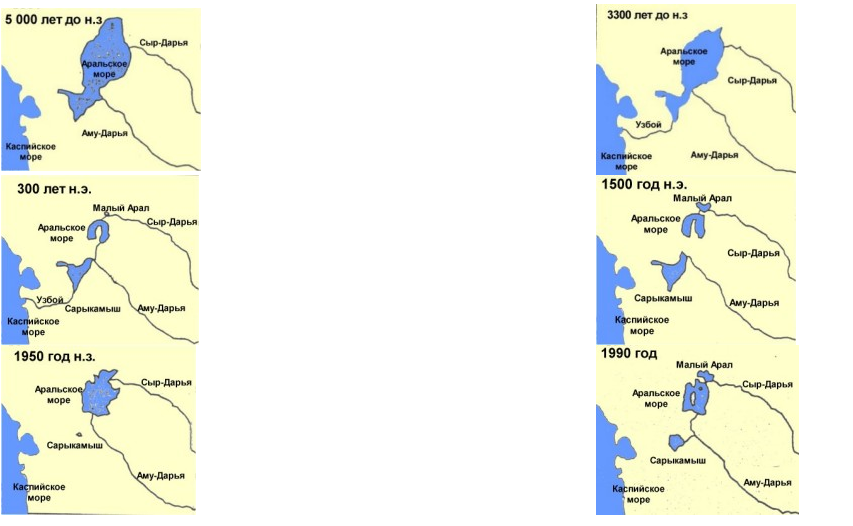 5 000 лет до н.з
Сыр-Дарья
Аральское
море
Аму-Дарья
Каспийское
море
3300 лет до н.з
Аральское
море
Сыр-Дарья
Узбой
Аму-Дарья
Каспийское
море
300 лет н.э.
Малый Арал
Сыр-Дарья
Аральское
море
Узбой
Сарыкамыш
Аму-Дарья
Каспийское
море
1500 год н.э.
Малый Арал
Аральское
море
Сыр-Дарья
Сарыкамыш
Аму-Дарья
Каспийское
море
1950 год н.з.
Сыр-Дарья
Аральское
море
Сарыкамыш
Аму-Дарья
Каспийское
море
1990 год
Малый Арал
Сыр-Дарья
Аральское
море
Сарыкамыш
Аму-Дарья
Каспийское
море